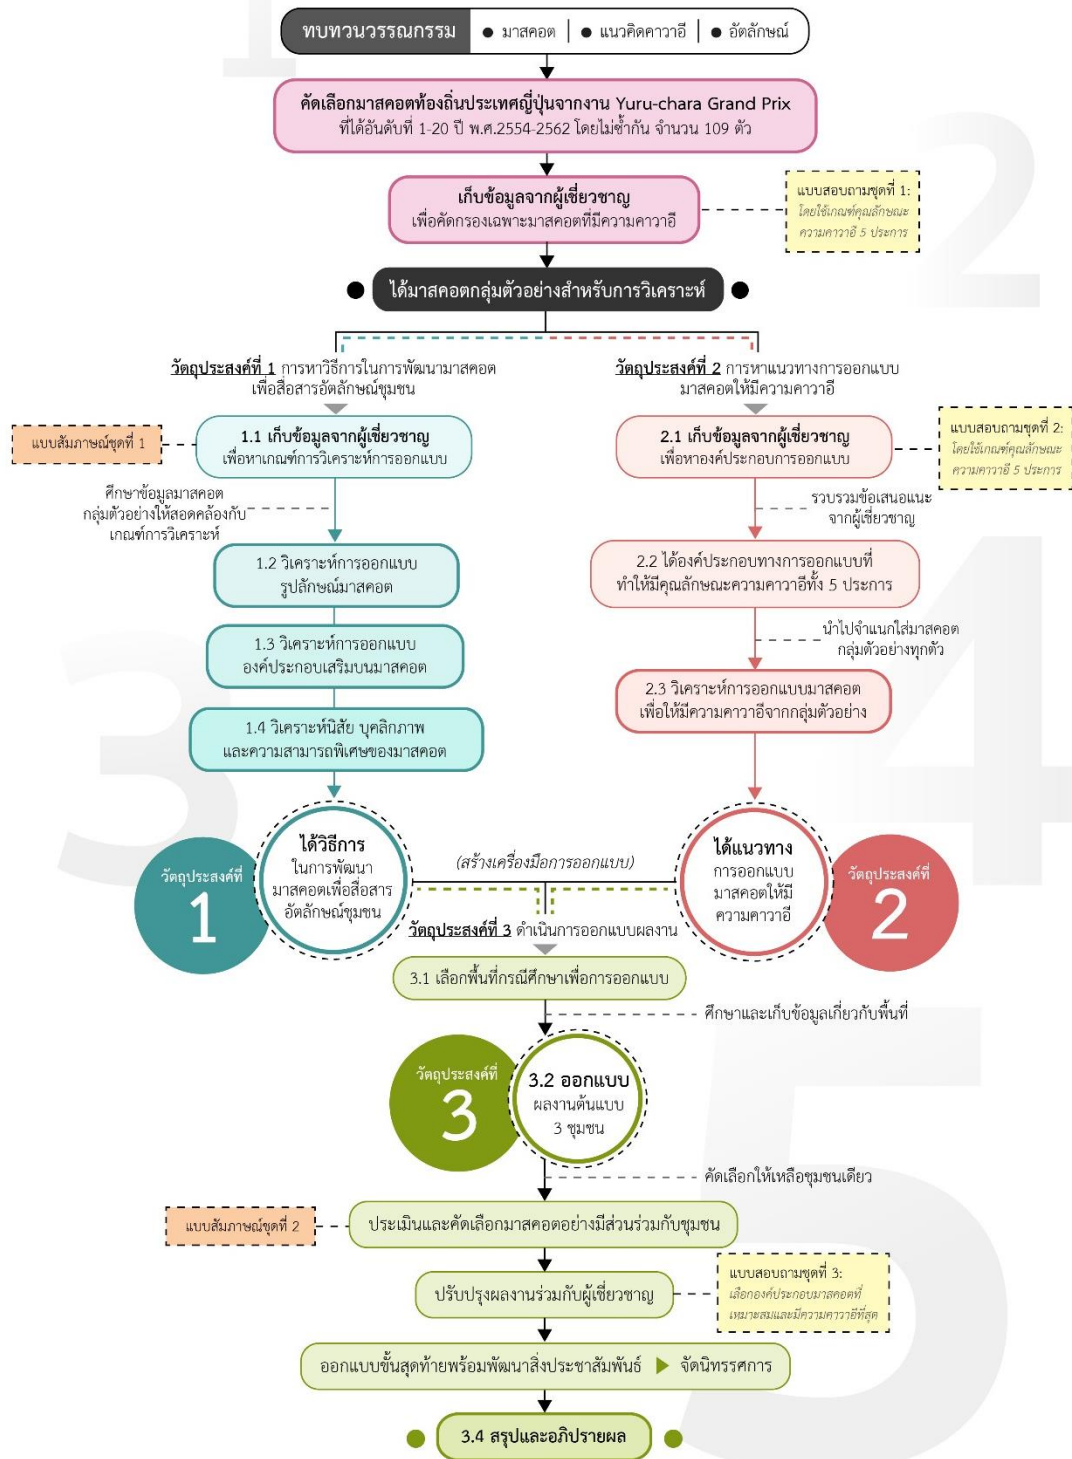 1
ทบทวนวรรณกรรม ● มาสคอต | ● แนวคิดคาวาอี | ● อัตลักษณ์
2
คัดเลือกมาสคอตท้องถิ่นประเทศญี่ปุ่นจากงาน Yuru-chara Grand Prix
ที่ได้อันดับที่ 1-20 ปี พ.ศ.2554-2562 โดยไม่ซ้ำกัน จำนวน 109 ตัว
เก็บข้อมูลจากผู้เชี่ยวชาญ
เพื่อคัดกรองเฉพาะมาสคอตที่มีความคาวาอี
แบบสอบถามชุดที่ 1:
โดยใช้เกณฑ์คุณลักษณะ
ความคาวาอี 5 ประการ
ได้มาสคอตกลุ่มตัวอย่างสำหรับการวิเคราะห์
วัตถุประสงค์ที่ 1 การหาวิธีการในการพัฒนามาสคอต
เพื่อสื่อสารอัตลักษณ์ชุมชน
วัตถุประสงค์ที่ 2 การหาแนวทางการออกแบบ
มาสคอตให้มีความคาวาอี
แบบสัมภาษณ์ชุดที่ 1
1.1 เก็บข้อมูลจากผู้เชี่ยวชาญ
เพื่อหาเกณฑ์การวิเคราะห์การออกแบบ
2.1 เก็บข้อมูลจากผู้เชี่ยวชาญ
เพื่อหาองค์ประกอบการออกแบบ
แบบสอบถามชุดที่ 2:
โดยใช้เกณฑ์คุณลักษณะ
ความคาวาอี 5 ประการ
ศึกษาข้อมูลมาสคอต
กลุ่มตัวอย่างให้สอดคล้องกับ
เกณฑ์การวิเคราะห์
รวบรวมข้อเสนอแนะ
จากผู้เชี่ยวชาญ
3
4
1.2 วิเคราะห์การออกแบบ
รูปลักษณ์มาสคอต
2.2 ได้องค์ประกอบทางการออกแบบที่
ทำให้มีคุณลักษณะความคาวาอีทั้ง 5 ประการ
1.3 วิเคราะห์การออกแบบ
องค์ประกอบเสริมบนมาสคอต
นำไปจำแนกใส่มาสคอต
กลุ่มตัวอย่างทุกตัว
1.4 วิเคราะห์นิสัย บุคลิกภาพ
และความสามารถพิเศษของมาสคอต
2.3 วิเคราะห์การออกแบบมาสคอต
เพื่อให้มีความคาวาอีจากกลุ่มตัวอย่าง
วัตถุประสงค์ที่
1
ได้วิธีการ
ในการพัฒนา
มาสคอตเพื่อสื่อสาร
อัตลักษณ์ชุมชน
(สร้างเครื่องมือการออกแบบ)
ได้แนวทาง
การออกแบบ
มาสคอตให้มี
ความคาวาอี
วัตถุประสงค์ที่
2
วัตถุประสงค์ที่ 3 ดำเนินการออกแบบผลงาน
3.1 เลือกพื้นที่กรณีศึกษาเพื่อการออกแบบ
ศึกษาและเก็บข้อมูลเกี่ยวกับพื้นที่
5
วัตถุประสงค์ที่
3
3.2 ออกแบบ
ผลงานต้นแบบ
3 ชุมชน
คัดเลือกให้เหลือชุมชนเดียว
แบบสัมภาษณ์ชุดที่ 2
ประเมินและคัดเลือกมาสคอตอย่างมีส่วนร่วมกับชุมชน
ปรับปรุงผลงานร่วมกับผู้เชี่ยวชาญ
แบบสอบถามชุดที่ 3:
เลือกองค์ประกอบมาสคอตที่
เหมาะสมและมีความคาวาอีที่สุด
ออกแบบขั้นสุดท้ายพร้อมพัฒนาสิ่งประชาสัมพันธ์ ▶ จัดนิทรรศการ
3.4 สรุปและอภิปรายผล